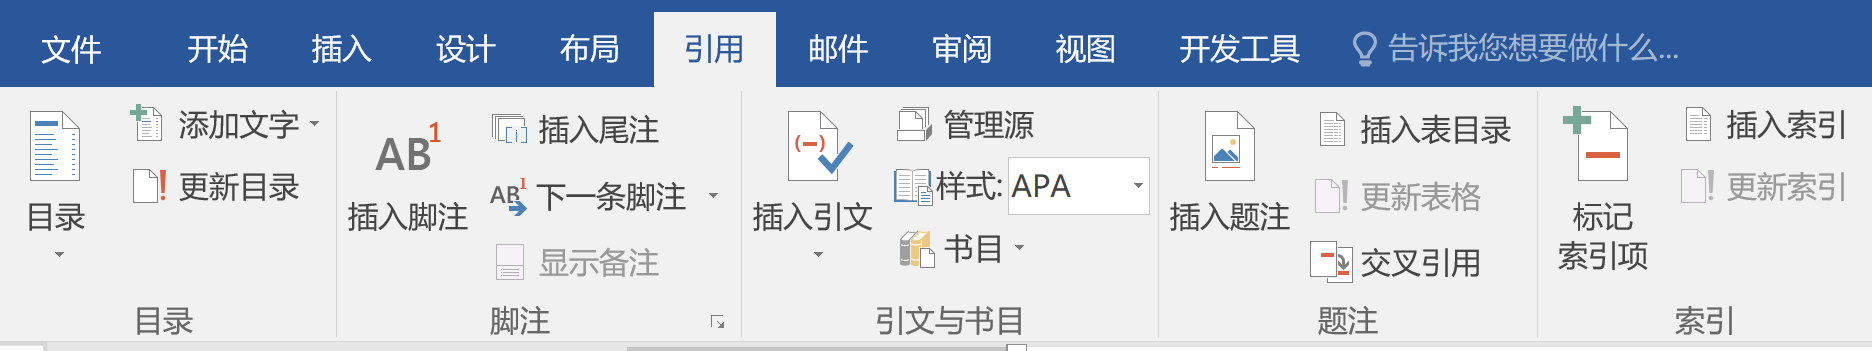 文件 开始 插入 设计 布局 引用 邮件 审阅 视图 开发工具 告诉我您想要做什么...
目录
添加文字
更新目录
目录
AB1
插入脚注
插入尾注
AB1 下一条脚注
显示备注
脚注
插入引文
管理源
样式: APA
书目
引文与书目
插入题注
插入表目录
更新表格
交叉引用
题注
标记
索引项
插入索引
更新索引
索引